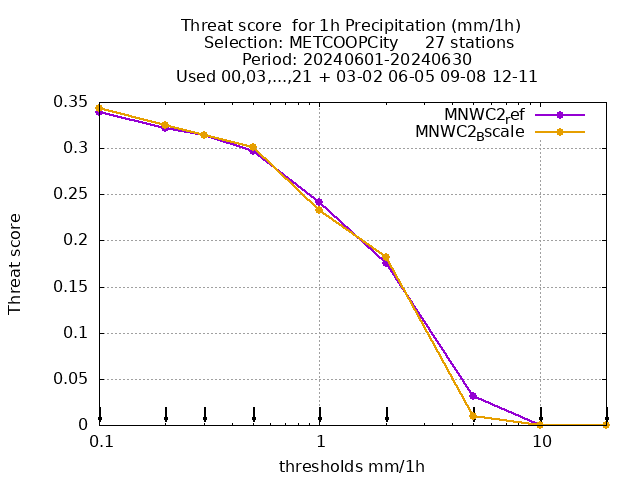 Threat score  for 1h Precipitation (mm/1h)
Selection: METCOOPCity     27 stations
Period: 20240601-20240630
Used 00,03,...,21 + 03-02 06-05 09-08 12-11
MNWC2ref
MNWC2Bscale
0.35
0.3
0.25
0.2
0.15
0.1
0.05
0
Threat score
0.1 1 10
thresholds mm/1h